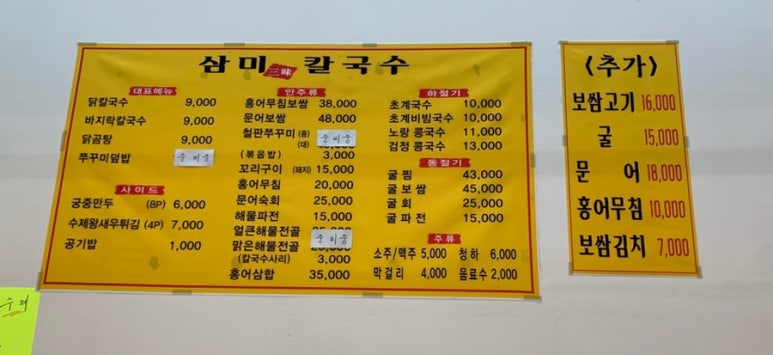 삼미 三味 칼국수
대표메뉴
닭칼국수 9,000
바지락칼국수 9,000
닭곰탕 9,000
쭈꾸미덮밥 준비중
사이드
궁중만두 (8P) 6,000
수제왕새우튀김 (4P) 7,000
공기밥 1,000
안주류
홍어무침보쌈 38,000
문어보쌈 48,000
철판쭈꾸미 (중) 준비중
(대)
(볶음밥) 3,000
꼬리구이 (돼지) 15,000
홍어무침 20,000
문어숙회 25,000
해물파전 15,000
얼큰해물전골 준비중
맑은해물전골
(칼국수사리) 3,000
홍어삼합 35,000
하절기
초계국수 10,000
초계비빔국수 10,000
노랑 콩국수 11,000
검정 콩국수 13,000
동절기
굴찜 43,000
굴보쌈 45,000
굴회 25,000
굴파전 15,000
주류
소주/맥주 5,000 청하 6,000
막걸리 4,000 음료수 2,000
〈추가〉
보쌈고기 16,000
굴 15,000
문어 18,000
홍어무침 10,000
보쌈김치 7,000
수제